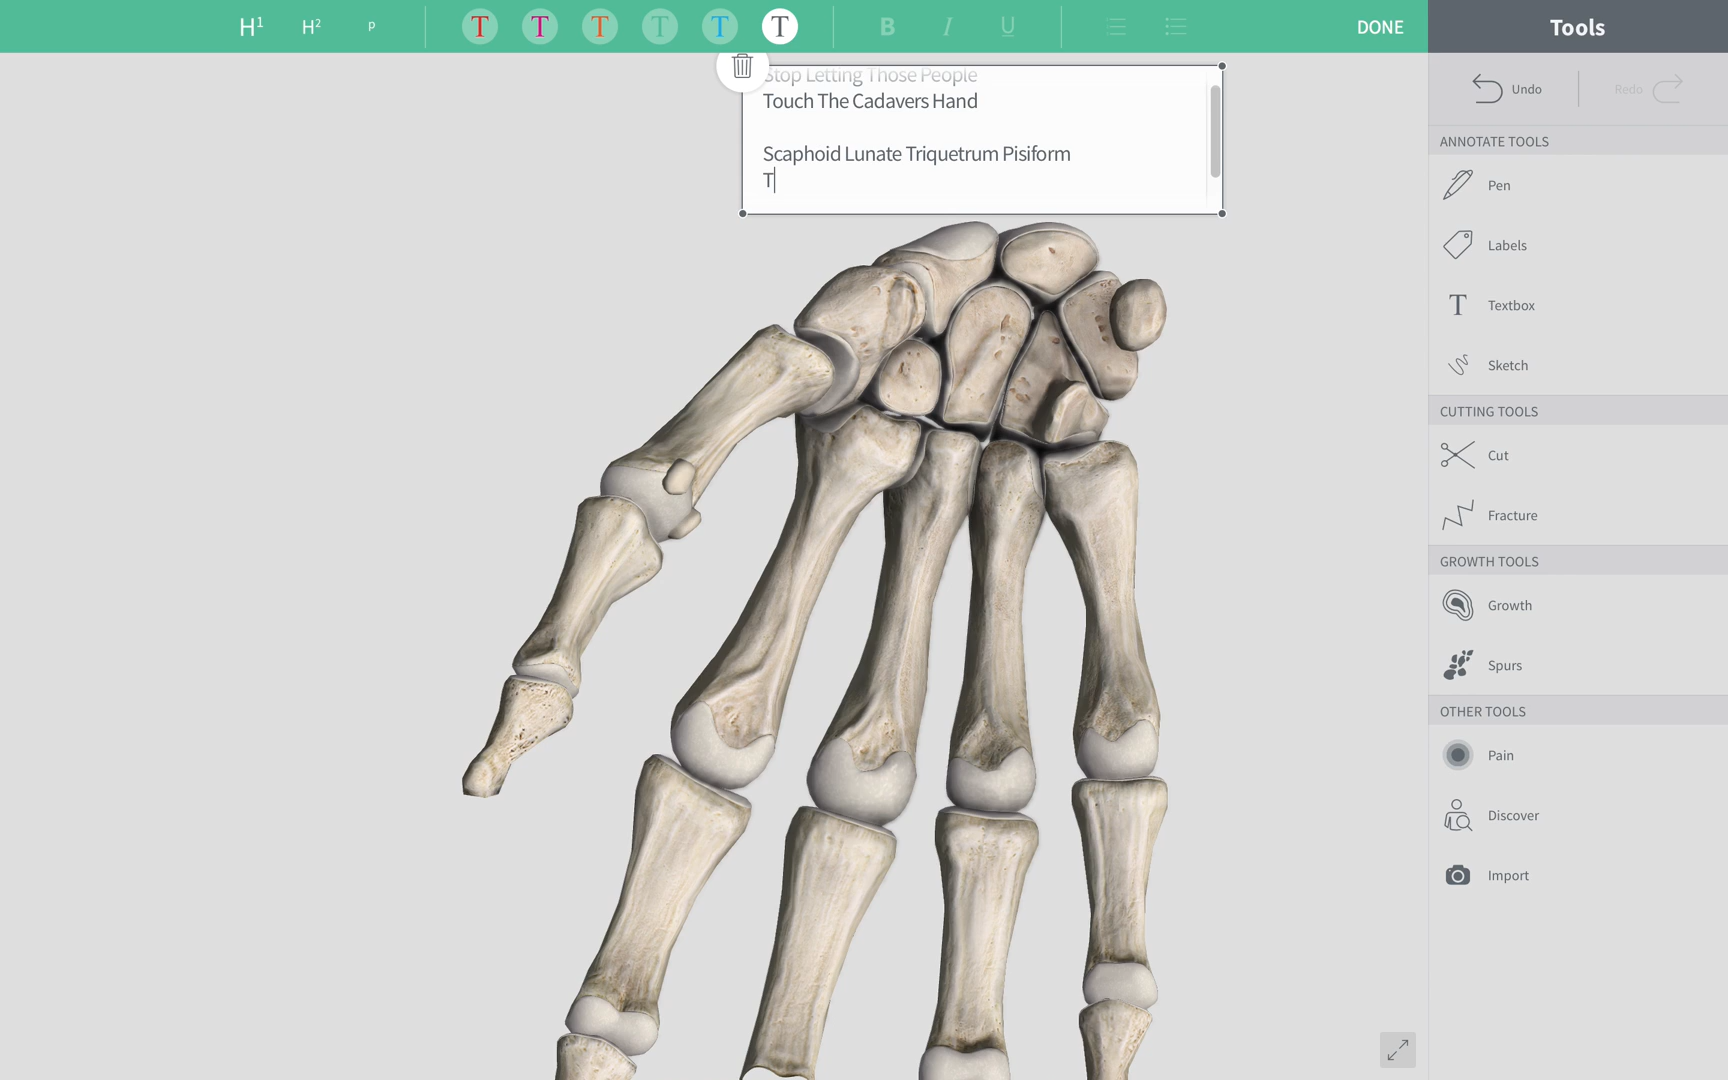 H1 H2 P T T T T T T B I U DONE
Tools
Undo Redo
Stop Letting Those People
Touch The Cadavers Hand
Scaphoid Lunate Triquetrum Pisiform
T
ANNOTATE TOOLS
Pen
Labels
T Textbox
Sketch
CUTTING TOOLS
Cut
Fracture
GROWTH TOOLS
Growth
Spurs
OTHER TOOLS
Pain
Discover
Import